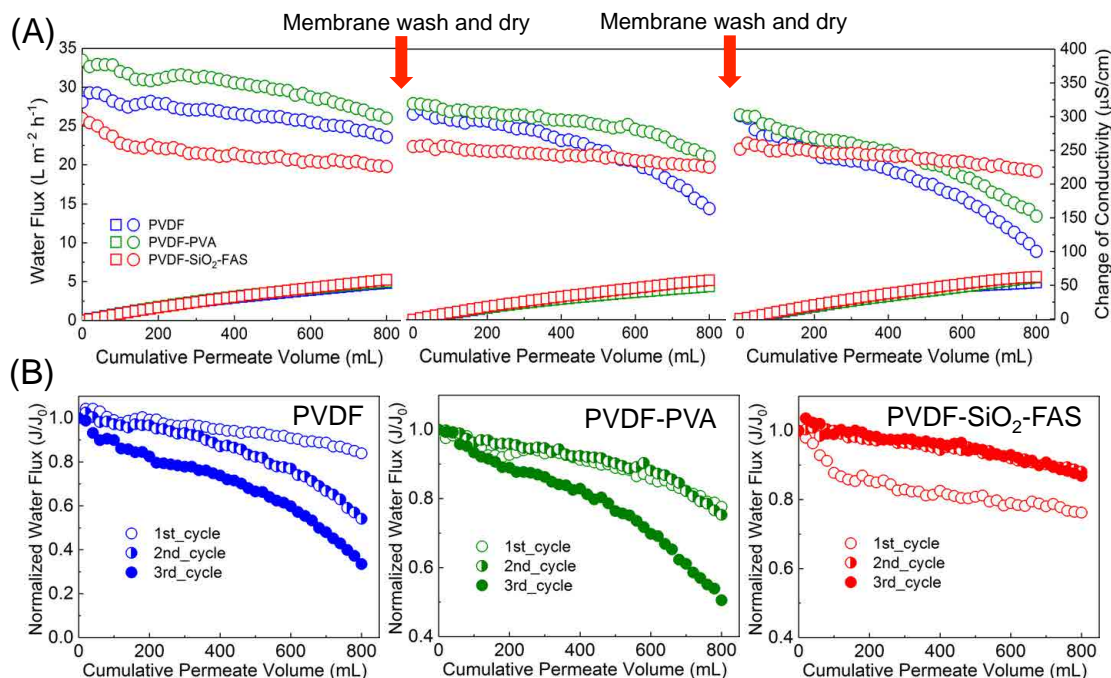 Membrane wash and dry
Membrane wash and dry
(A)
35
30
25
20
15
10
5
0
Water Flux (L m⁻² h⁻¹)
PVDF
PVDF-PVA
PVDF-SiO₂-FAS
400
350
300
250
200
150
100
50
0
Change of Conductivity (μS/cm)
0 200 400 600 800
0 200 400 600 800
0 200 400 600 800
Cumulative Permeate Volume (mL)
Cumulative Permeate Volume (mL)
Cumulative Permeate Volume (mL)
(B)
PVDF
Normalized Water Flux (J/J₀)
1.0
0.8
0.6
0.4
0.2
0.0
1st_cycle
2nd_cycle
3rd_cycle
0 200 400 600 800
Cumulative Permeate Volume (mL)
PVDF-PVA
Normalized Water Flux (J/J₀)
1.0
0.8
0.6
0.4
1st_cycle
2nd_cycle
3rd_cycle
0 200 400 600 800
Cumulative Permeate Volume (mL)
PVDF-SiO₂-FAS
Normalized Water Flux (J/J₀)
1.0
0.8
0.6
0.4
1st_cycle
2nd_cycle
3rd_cycle
0 200 400 600 800
Cumulative Permeate Volume (mL)